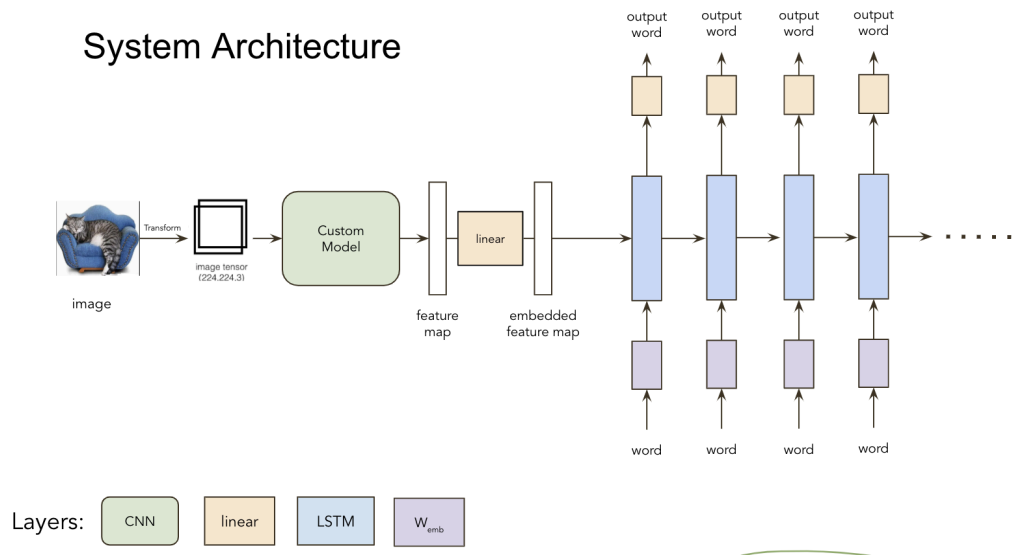 System Architecture
output word
output word
output word
output word
Transform
image tensor
(224,224,3)
image
Custom
Model
feature
map
linear
embedded
feature map
word
word
word
word
Layers:
CNN
linear
LSTM
W emb